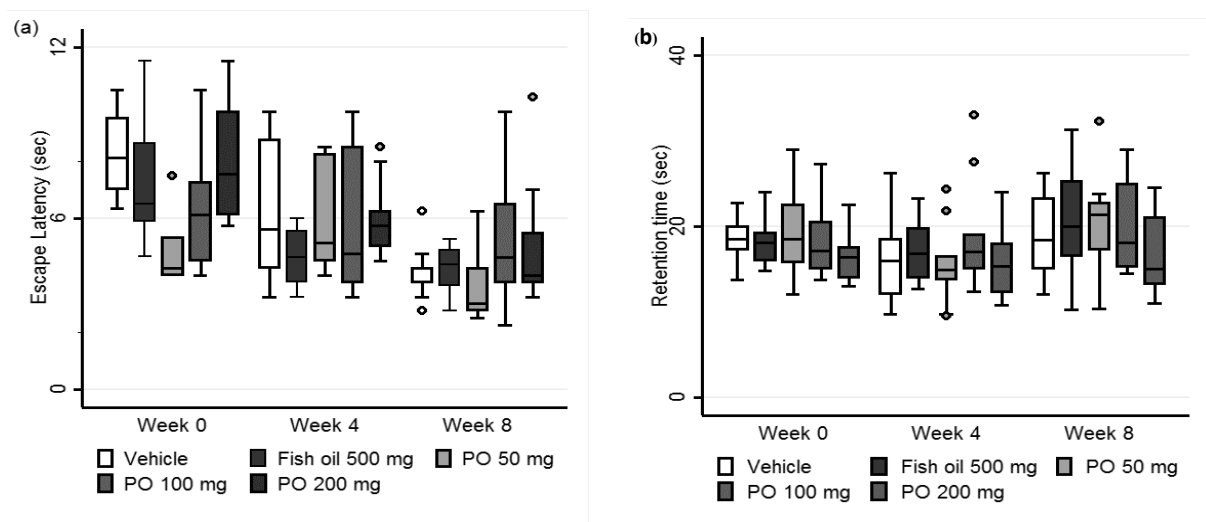 (a)
12
6
0
Escape Latency (sec)
Week 0 Week 4 Week 8
Vehicle Fish oil 500 mg PO 50 mg
PO 100 mg PO 200 mg
(b)
40
20
0
Retention time (sec)
Week 0 Week 4 Week 8
Vehicle Fish oil 500 mg PO 50 mg
PO 100 mg PO 200 mg